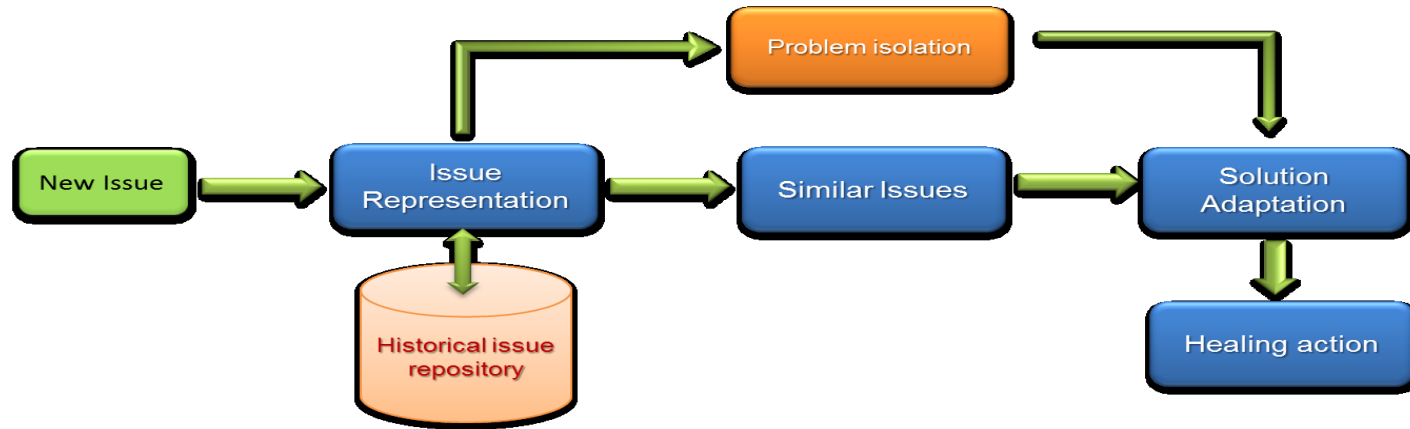 Problem isolation
New Issue
Issue
Representation
Similar Issues
Solution
Adaptation
Historical issue
repository
Healing action